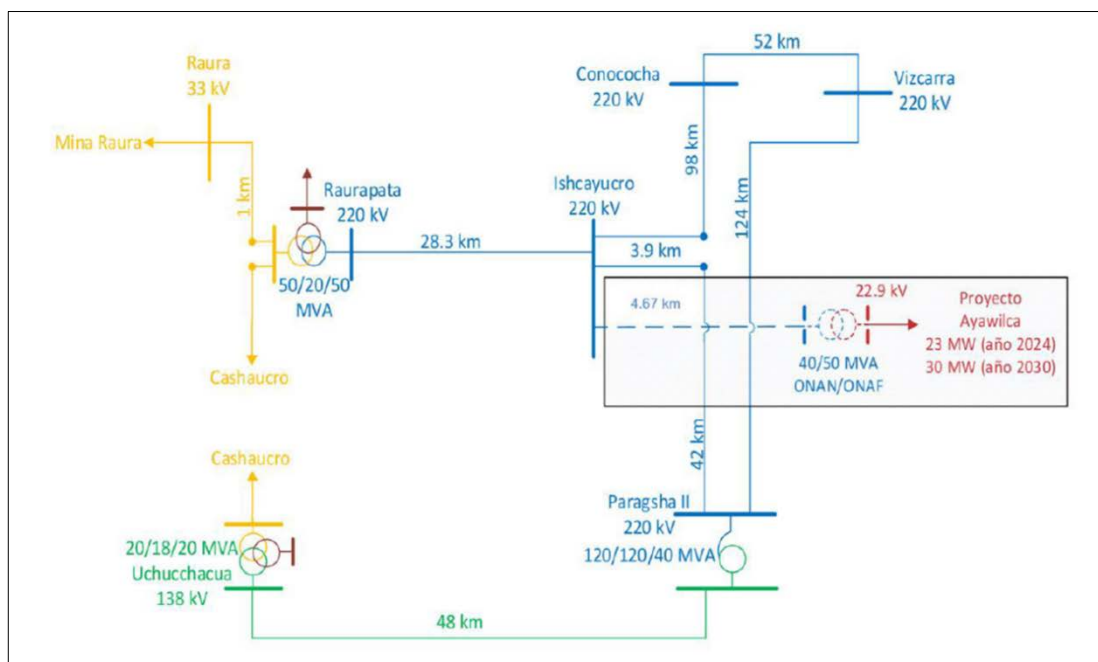 52 km
Raura
33 kV
Conococha
220 kV
Vizcarra
220 kV
Mina Raura
98 km
1 km
Raurapata
220 kV
Ishcayucro
220 kV
124 km
28.3 km
3.9 km
50/20/50
MVA
4.67 km
22.9 kV
Proyecto
Ayawilca
23 MW (año 2024)
30 MW (año 2030)
40/50 MVA
ONAN/ONAF
Cashaucro
42 km
Cashaucro
Paragsha II
220 kV
20/18/20 MVA
Uchucchacua
138 kV
120/120/40 MVA
48 km